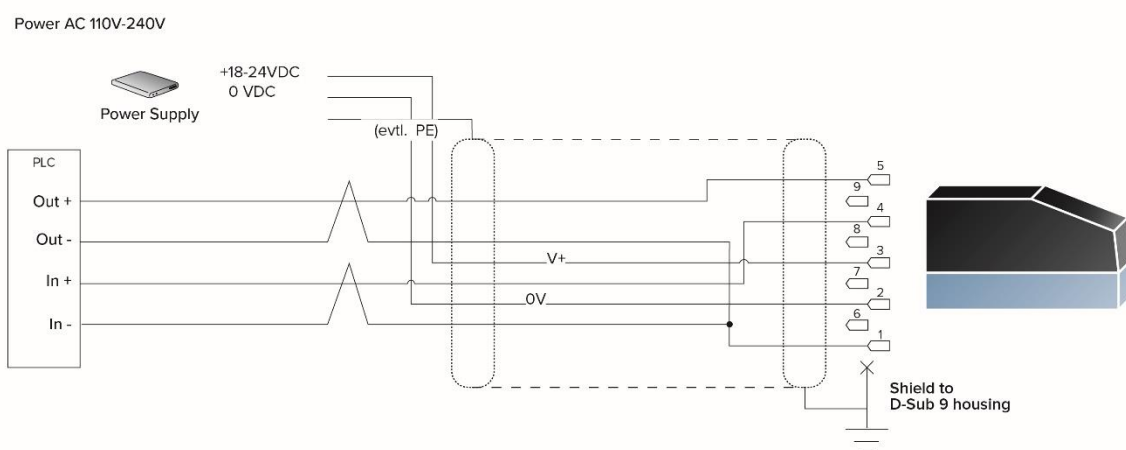 Power AC 110V-240V
+18-24VDC
0 VDC
Power Supply
(evtl. PE)
PLC
5
Out +
9
4
Out -
8
V+
3
In +
7
0V
2
In -
6
1
Shield to
D-Sub 9 housing